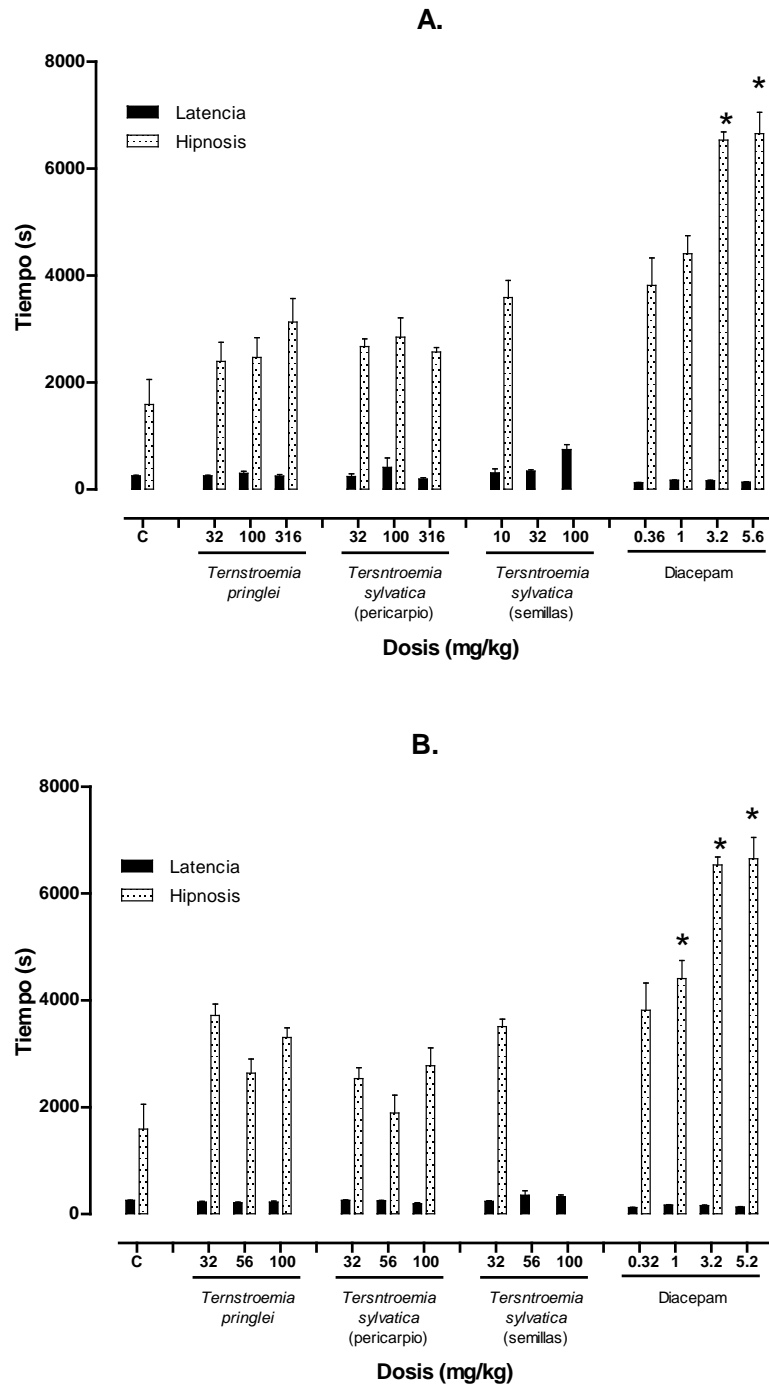 A.
8000
Latencia
Hipnosis
6000
Tiempo (s)
4000
2000
0
C 32 100 316 32 100 316 10 32 100 0.36 1 3.2 5.6
Ternstroemia pringlei
Tersntroemia sylvatica (pericarpio)
Tersntroemia sylvatica (semillas)
Diacepam
Dosis (mg/kg)
B.
8000
Latencia
Hipnosis
6000
Tiempo (s)
4000
2000
0
C 32 56 100 32 56 100 32 56 100 0.32 1 3.2 5.2
Ternstroemia pringlei
Tersntroemia sylvatica (pericarpio)
Tersntroemia sylvatica (semillas)
Diacepam
Dosis (mg/kg)